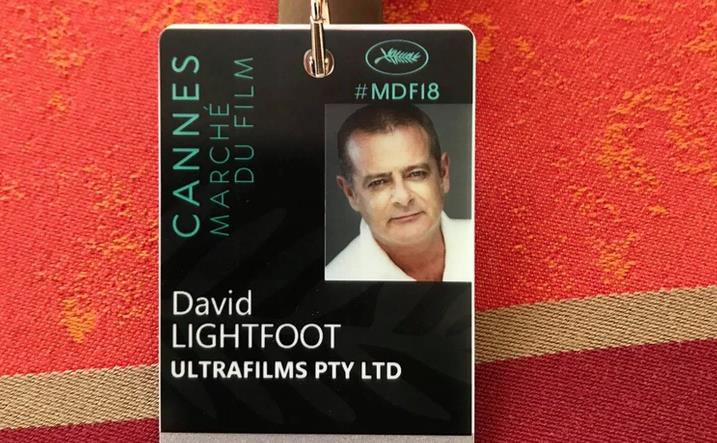 CANNES
MARCHÉ
DU FILM
#MDF18
David
LIGHTFOOT
ULTRAFILMS PTY LTD